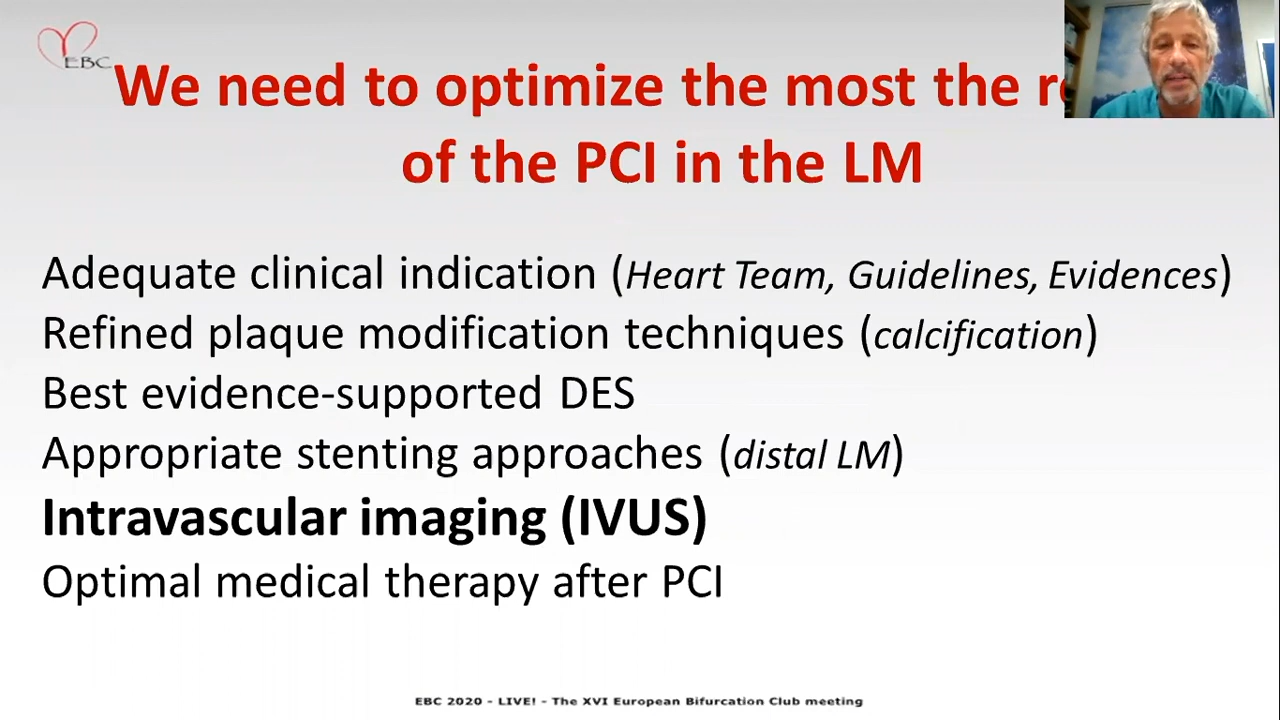 EBC
We need to optimize the most the
of the PCI in the LM
Adequate clinical indication (Heart Team, Guidelines, Evidences)
Refined plaque modification techniques (calcification)
Best evidence-supported DES
Appropriate stenting approaches (distal LM)
Intravascular imaging (IVUS)
Optimal medical therapy after PCI
EBC 2020 - LIVE! - The XVI European Bifurcation Club meeting